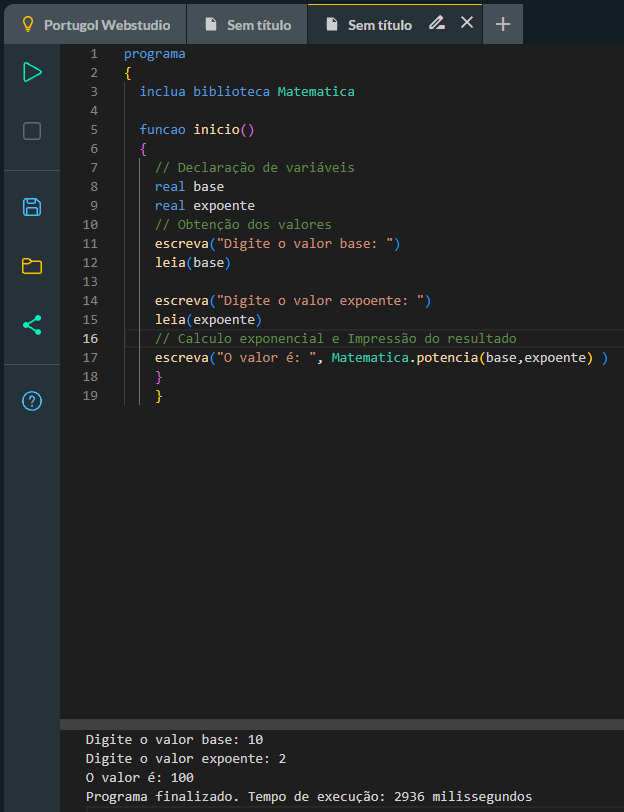 Portugol Webstudio Sem título Sem título
1 programa
2 {
3 inclua biblioteca Matematica
4
5 funcao inicio()
6 {
7 // Declaração de variáveis
8 real base
9 real expoente
10 // Obtenção dos valores
11 escreva("Digite o valor base: ")
12 leia(base)
13
14 escreva("Digite o valor expoente: ")
15 leia(expoente)
16 // Calculo exponencial e Impressão do resultado
17 escreva("O valor é: ", Matematica.potencia(base,expoente) )
18 }
19 }
Digite o valor base: 10
Digite o valor expoente: 2
O valor é: 100
Programa finalizado. Tempo de execução: 2936 milissegundos